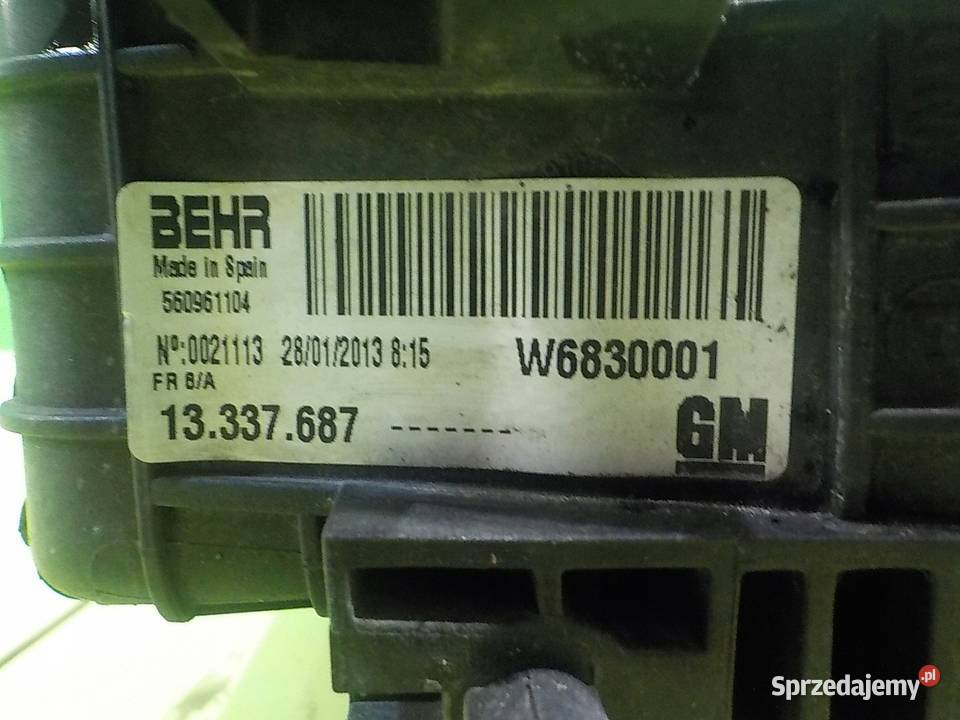 BEHR
Made in Spain
560961104
Nº:0021113 28/01/2013 8:15 W6830001
FR 8/A
13.337.687 -------
GM
Sprzedajemy.pl